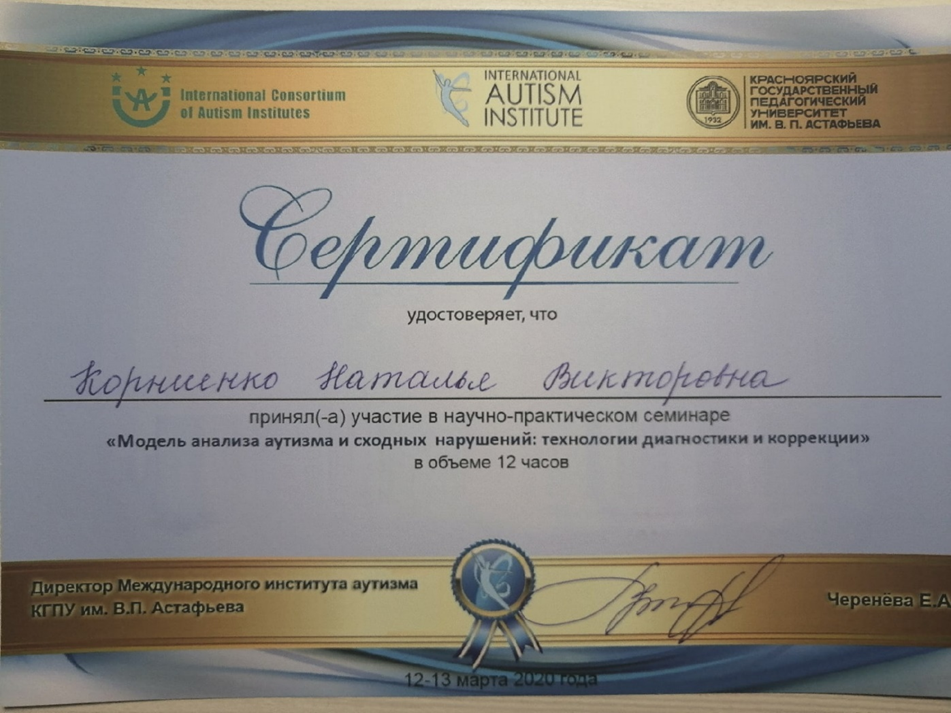 International Consortium
of Autism Institutes
INTERNATIONAL
AUTISM
INSTITUTE
1932
КРАСНОЯРСКИЙ
ГОСУДАРСТВЕННЫЙ
ПЕДАГОГИЧЕСКИЙ
УНИВЕРСИТЕТ
ИМ. В. П. АСТАФЬЕВА
Сертификат
удостоверяет, что
Корниенко Наталья Викторовна
принял(-а) участие в научно-практическом семинаре
«Модель анализа аутизма и сходных нарушений: технологии диагностики и коррекции»
в объеме 12 часов
Директор Международного института аутизма
КГПУ им. В.П. Астафьева
Черенёва Е.А
12-13 марта 2020 года